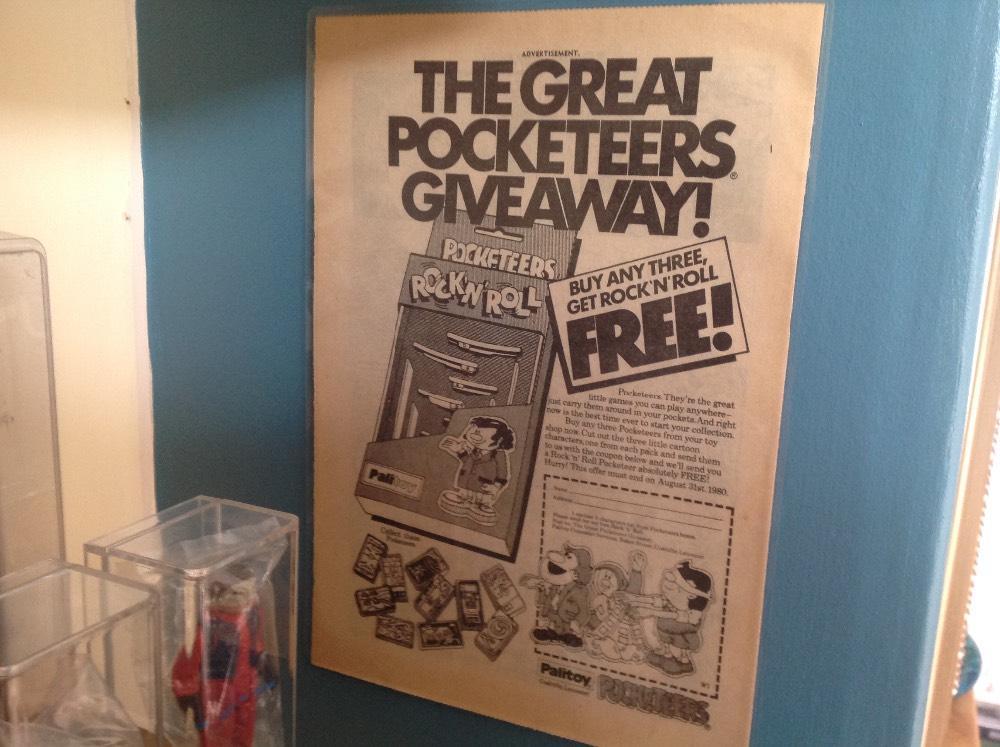 ADVERTISEMENT.
THE GREAT
POCKETEERS®
GIVEAWAY!
POCKETEERS
ROCK'N'ROLL
BUY ANY THREE,
GET ROCK'N'ROLL
FREE!
Palitoy
Pocketeers. They're the great
little games you can play anywhere–
just carry them around in your pockets. And right
now is the best time ever to start your collection.
Buy any three Pocketeers from your toy
shop now. Cut out the three little cartoon
characters, one from each pack and send them
to us with the coupon below and we'll send you
a Rock 'n' Roll Pocketeer absolutely FREE!
Hurry! This offer must end on August 31st. 1980.
Name
Address
Collect these
Palitoy
POCKETEERS®